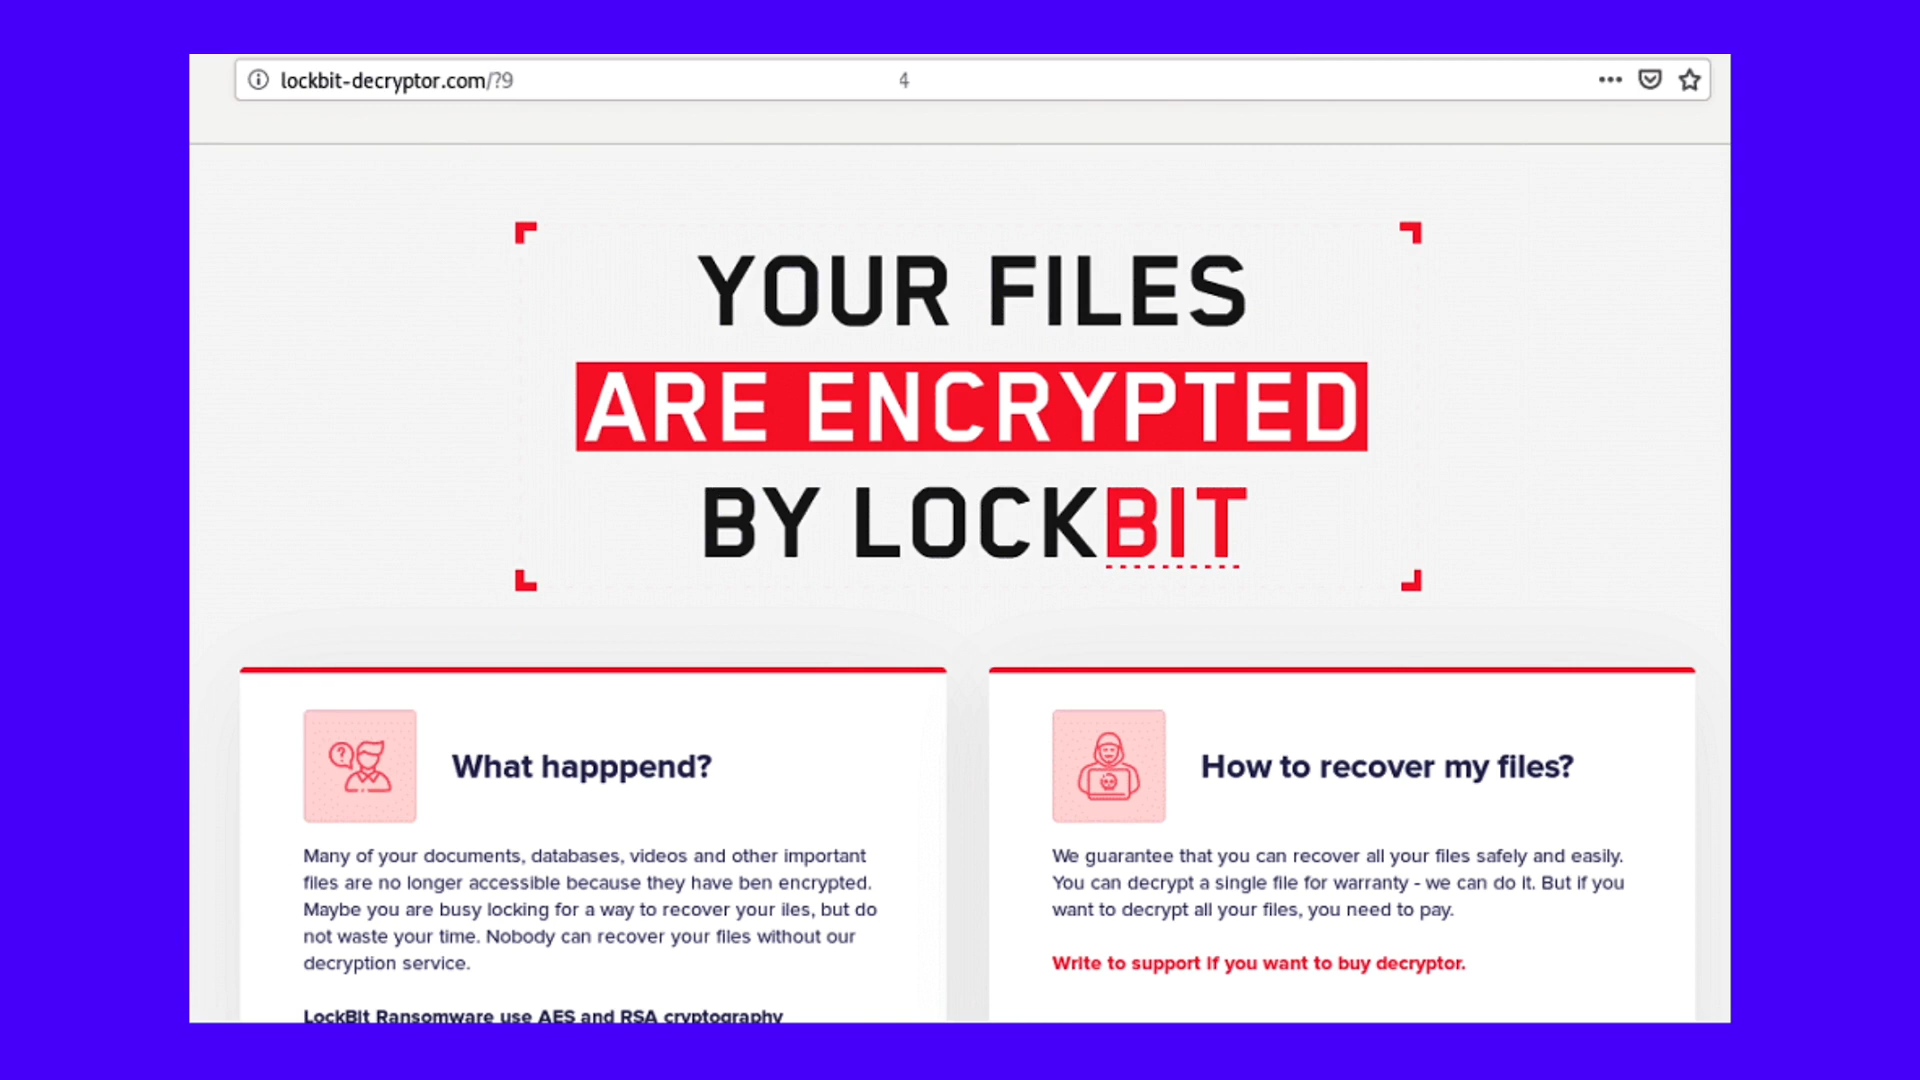 lockbit-decryptor.com/?9 4
YOUR FILES
ARE ENCRYPTED
BY LOCKBIT
What happpend?
Many of your documents, databases, videos and other important
files are no longer accessible because they have ben encrypted.
Maybe you are busy locking for a way to recover your iles, but do
not waste your time. Nobody can recover your files without our
decryption service.
LockBit Ransomware use AES and RSA cryptography
How to recover my files?
We guarantee that you can recover all your files safely and easily.
You can decrypt a single file for warranty - we can do it. But if you
want to decrypt all your files, you need to pay.
Write to support if you want to buy decryptor.